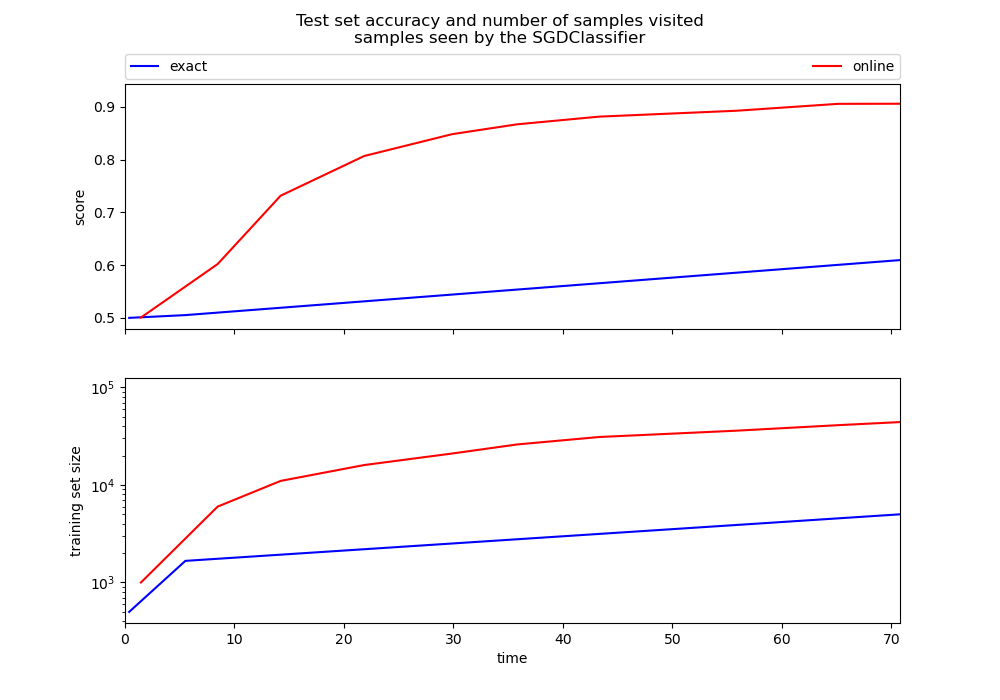 Test set accuracy and number of samples visited
samples seen by the SGDClassifier
exact online
0.9
0.8
0.7
0.6
0.5
score
10⁵
10⁴
10³
training set size
0 10 20 30 40 50 60 70
time